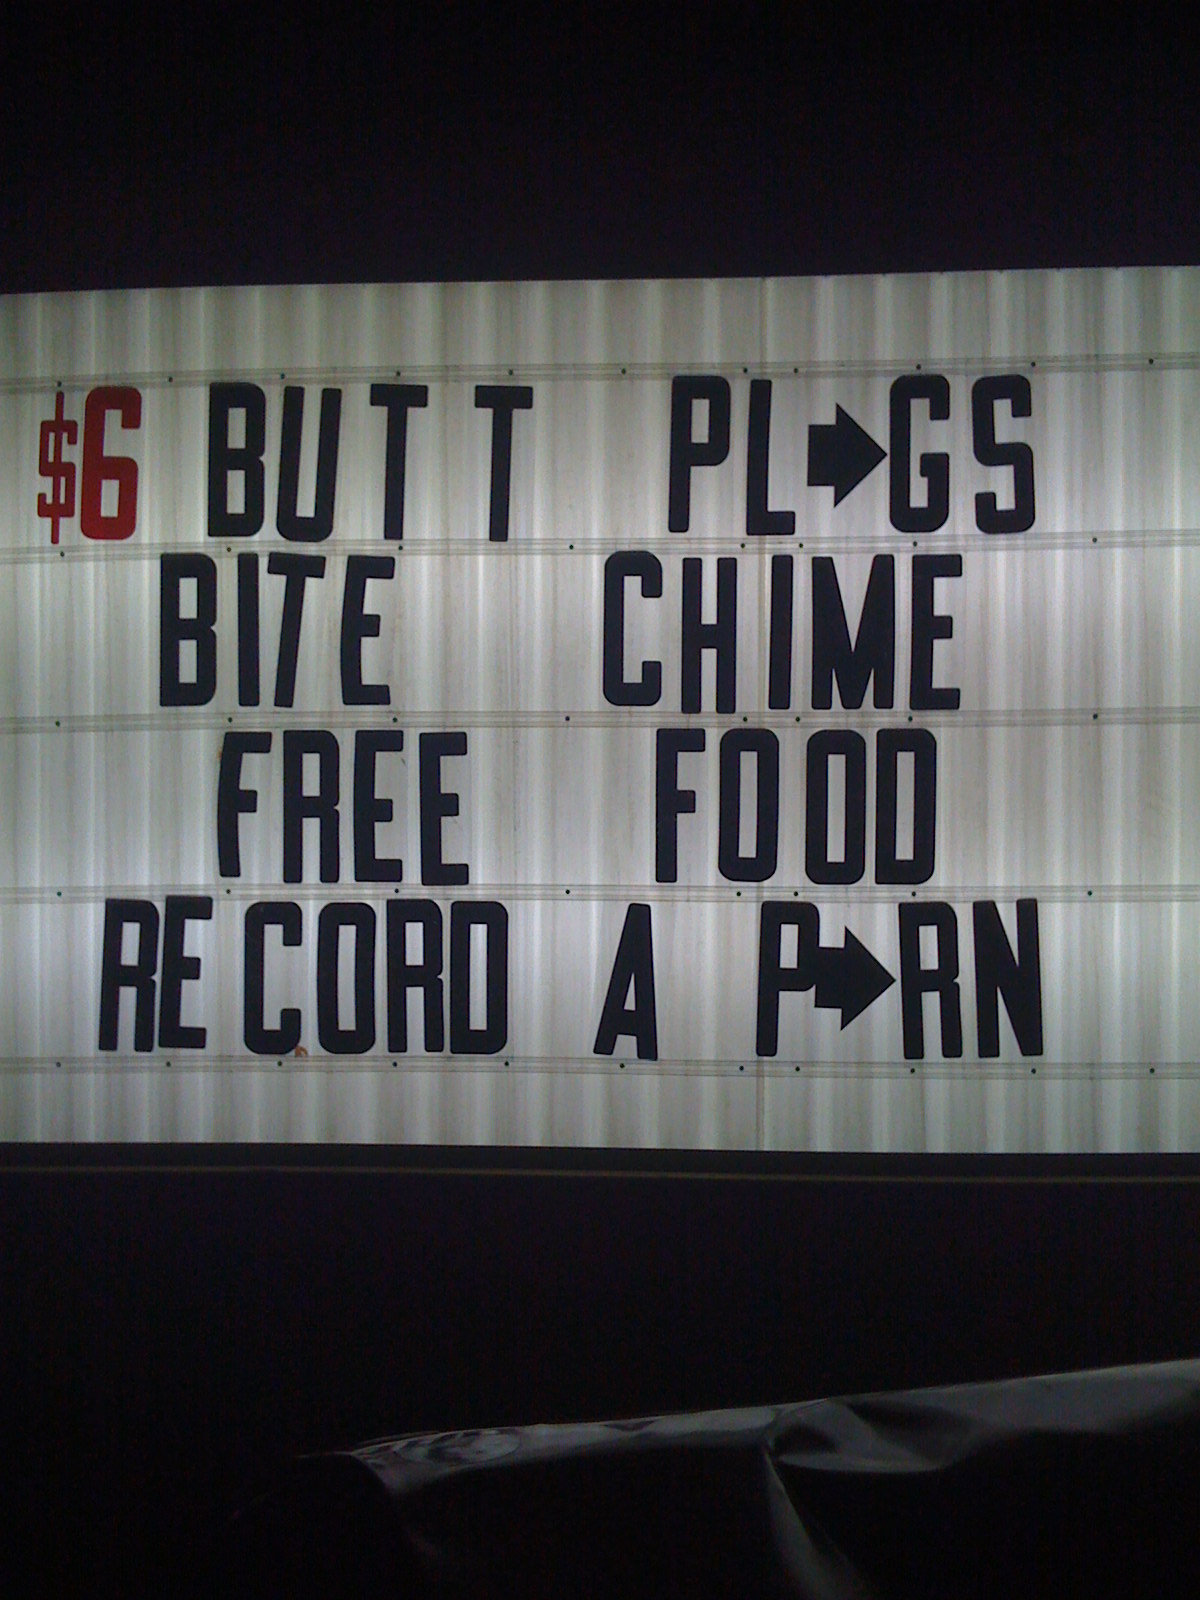 $6 BUTT PL➡GS
BITE CHIME
FREE FOOD
RECORD A P➡RN